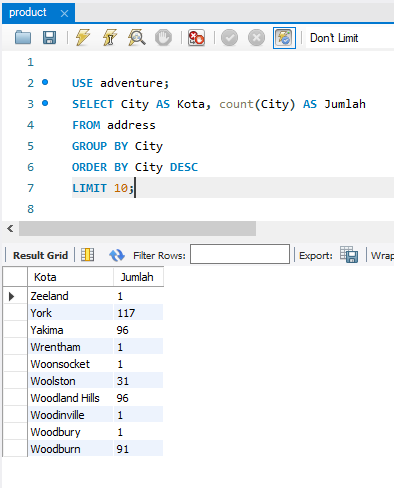 product ×
Don't Limit
1
2 USE adventure;
3 SELECT City AS Kota, count(City) AS Jumlah
4 FROM address
5 GROUP BY City
6 ORDER BY City DESC
7 LIMIT 10;
8
Result Grid Filter Rows: Export: Wrap
Kota Jumlah
Zeeland 1
York 117
Yakima 96
Wrentham 1
Woonsocket 1
Woolston 31
Woodland Hills 96
Woodinville 1
Woodbury 1
Woodburn 91